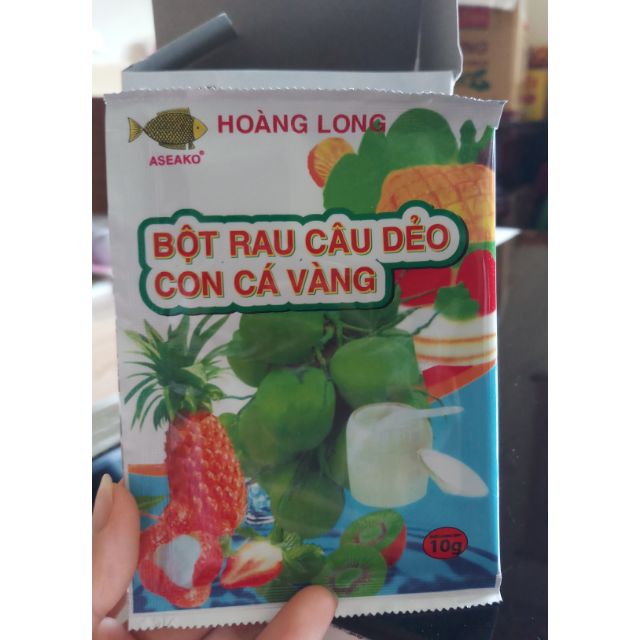 HOÀNG LONG
ASEAKO®
BỘT RAU CÂU DẺO
CON CÁ VÀNG
10g